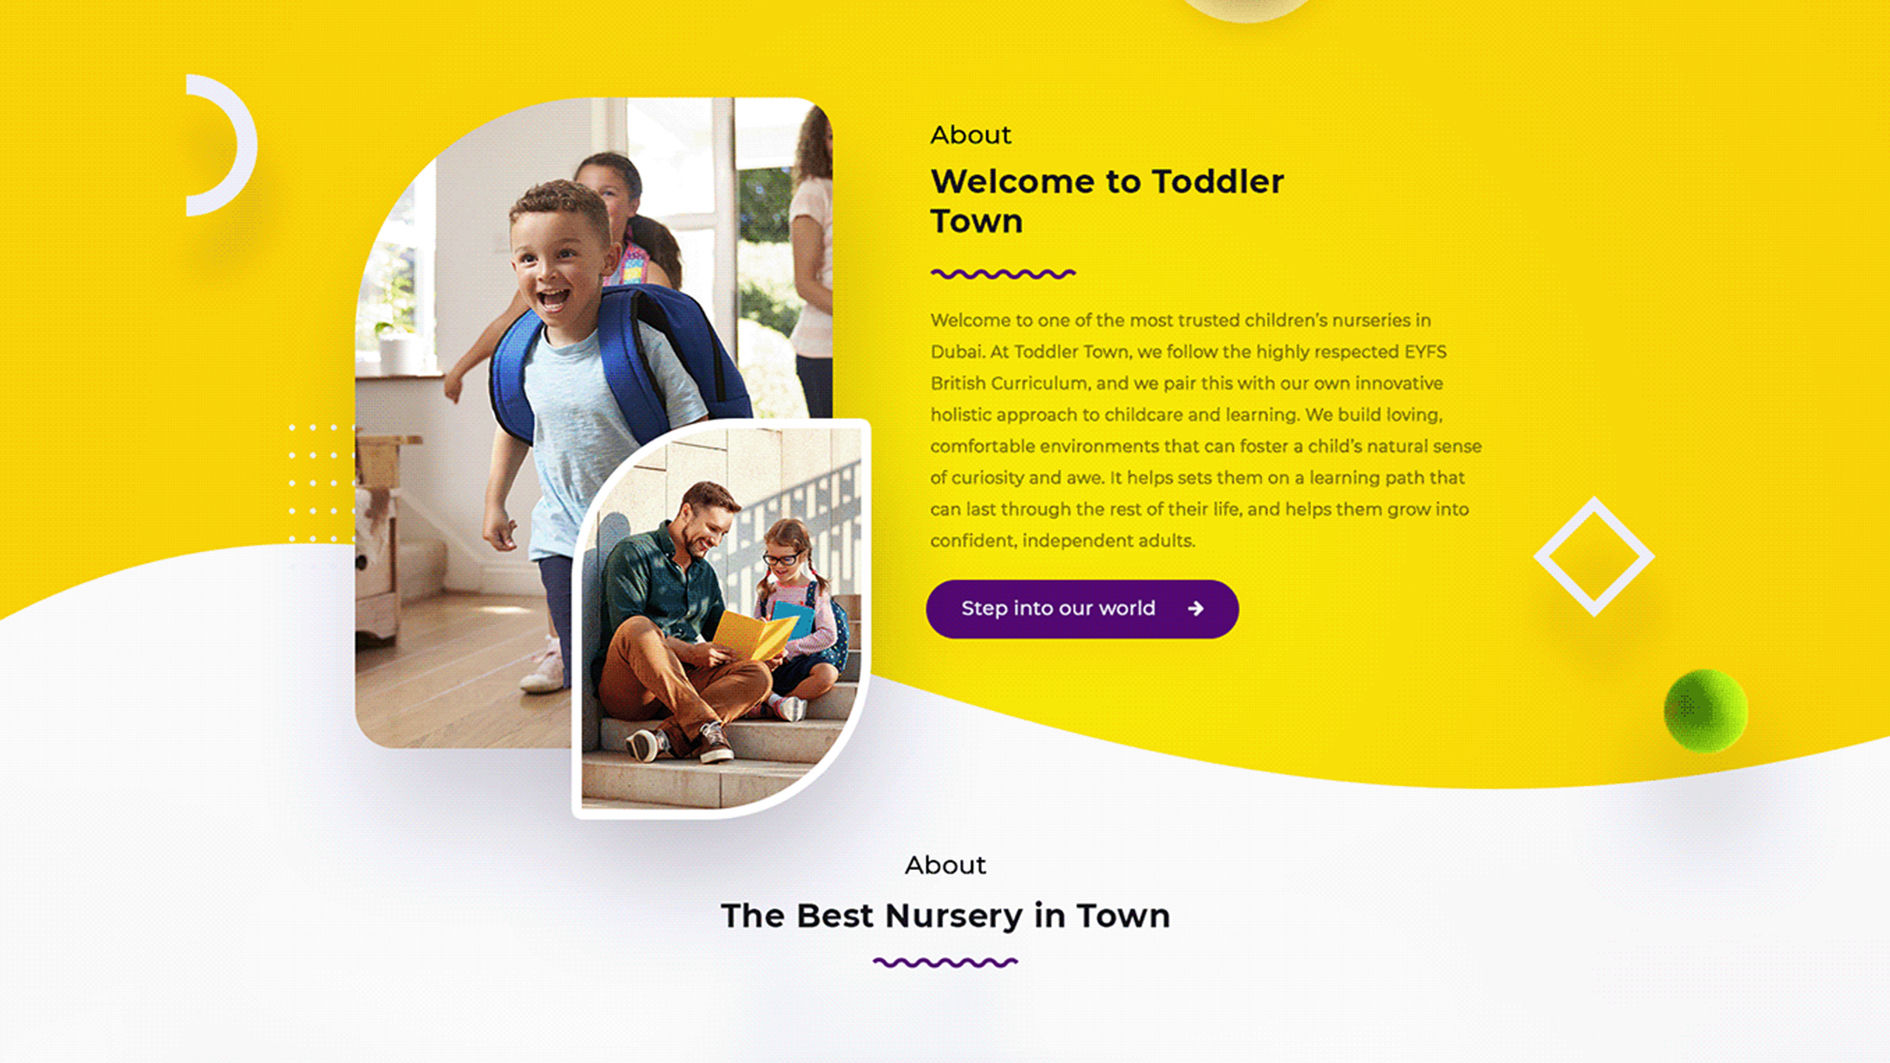 About
Welcome to Toddler
Town
Welcome to one of the most trusted children's nurseries in
Dubai. At Toddler Town, we follow the highly respected EYFS
British Curriculum, and we pair this with our own innovative
holistic approach to childcare and learning. We build loving,
comfortable environments that can foster a child's natural sense
of curiosity and awe. It helps sets them on a learning path that
can last through the rest of their life, and helps them grow into
confident, independent adults.
Step into our world
About
The Best Nursery in Town